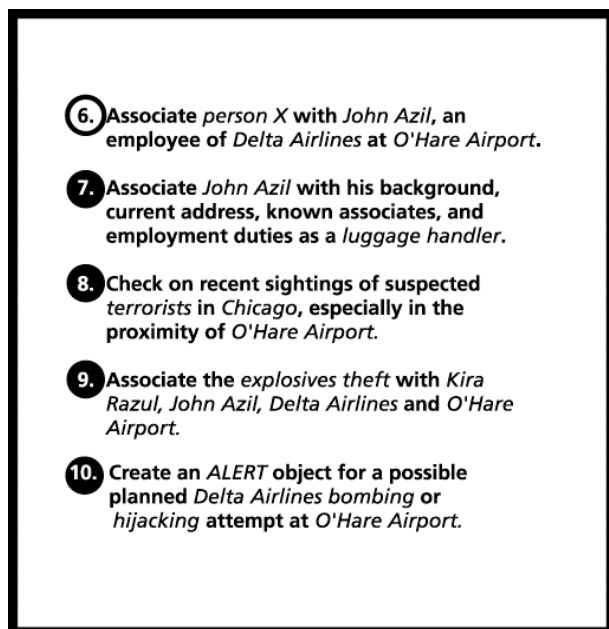 6. Associate person X with John Azil, an
employee of Delta Airlines at O'Hare Airport.
7. Associate John Azil with his background,
current address, known associates, and
employment duties as a luggage handler.
8. Check on recent sightings of suspected
terrorists in Chicago, especially in the
proximity of O'Hare Airport.
9. Associate the explosives theft with Kira
Razul, John Azil, Delta Airlines and O'Hare
Airport.
10. Create an ALERT object for a possible
planned Delta Airlines bombing or
hijacking attempt at O'Hare Airport.